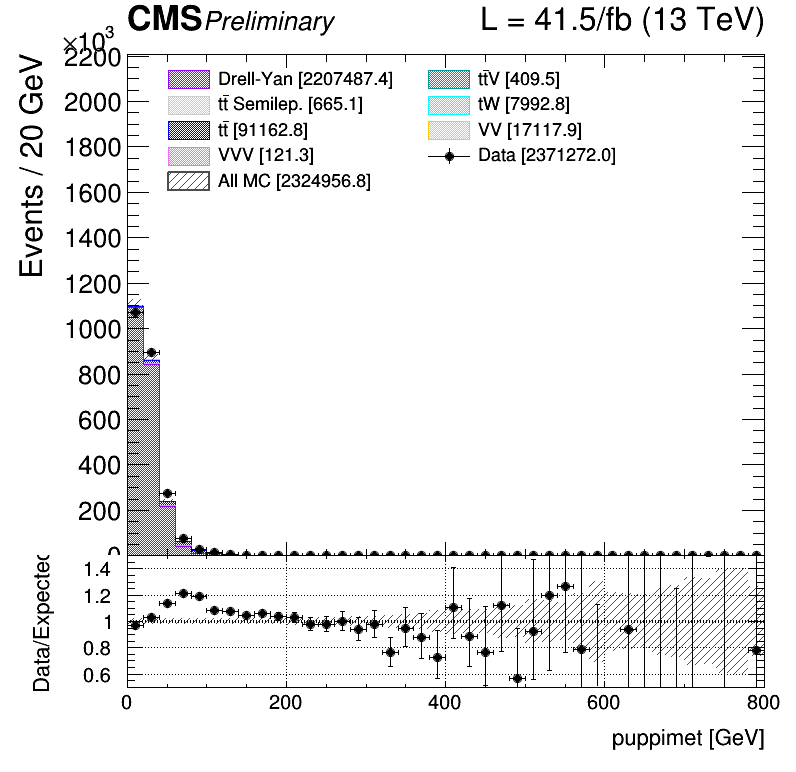 CMS Preliminary L = 41.5/fb (13 TeV)
×10³
Events / 20 GeV
2200
2000
1800
1600
1400
1200
1000
800
600
400
200
0
Drell-Yan [2207487.4]
tt̄ Semilep. [665.1]
tt̄ [91162.8]
VVV [121.3]
All MC [2324956.8]
tt̄V [409.5]
tW [7992.8]
VV [17117.9]
Data [2371272.0]
Data/Expected
1.4
1.2
1
0.8
0.6
0 200 400 600 800
puppimet [GeV]